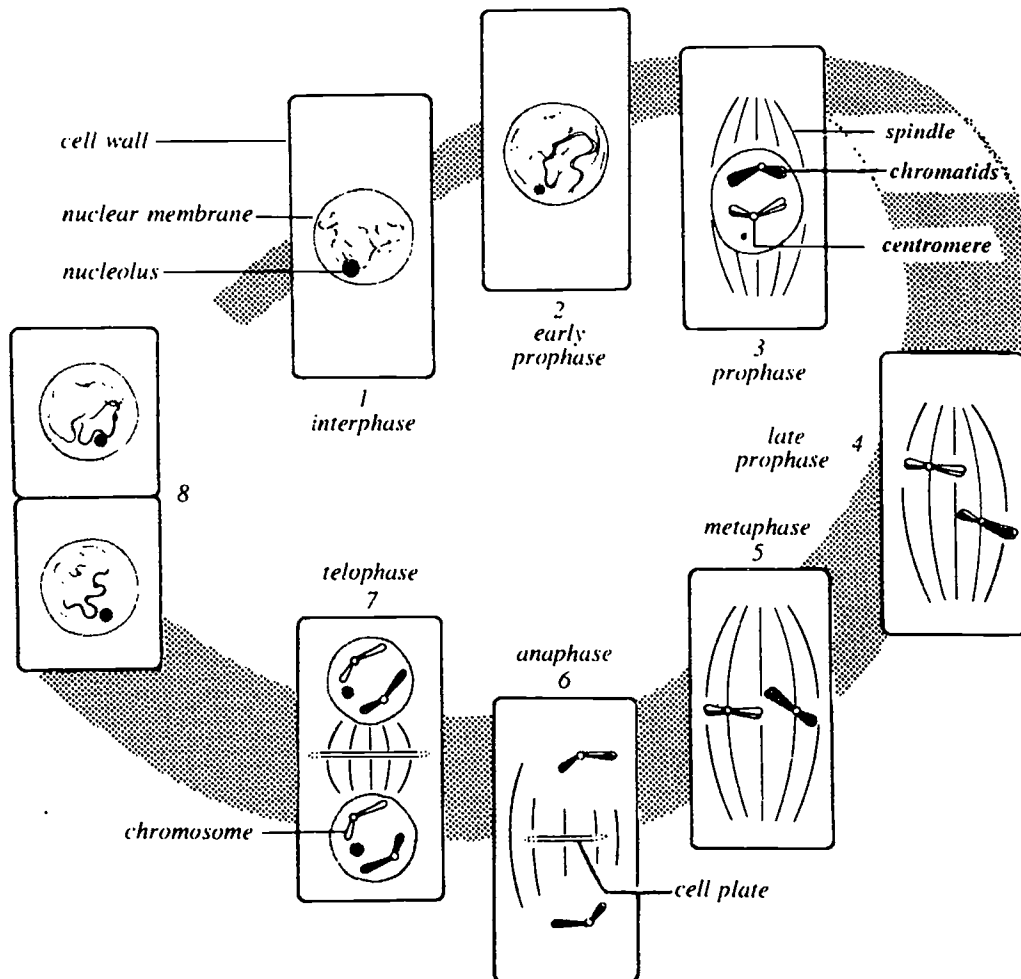 cell wall
nuclear membrane
nucleolus
1
interphase
2
early
prophase
3
prophase
spindle
chromatids
centromere
late
prophase
4
metaphase
5
anaphase
6
cell plate
telophase
7
chromosome
8